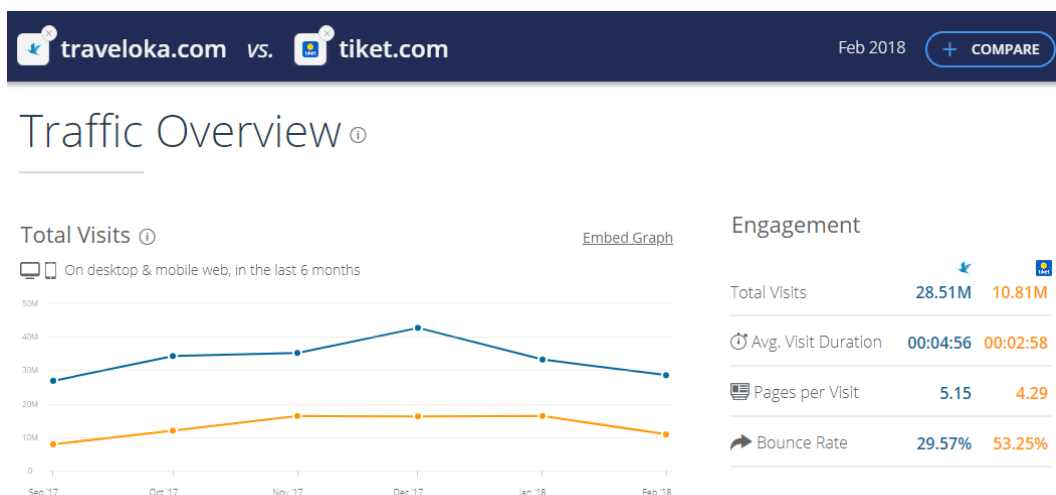 traveloka.com vs. tiket.com
Feb 2018
+ COMPARE
Traffic Overview
Total Visits
Embed Graph
On desktop & mobile web, in the last 6 months
50M
40M
30M
20M
10M
0
Sep '17 Oct '17 Nov '17 Dec '17 Jan '18 Feb '18
Engagement
Total Visits 28.51M 10.81M
Avg. Visit Duration 00:04:56 00:02:58
Pages per Visit 5.15 4.29
Bounce Rate 29.57% 53.25%